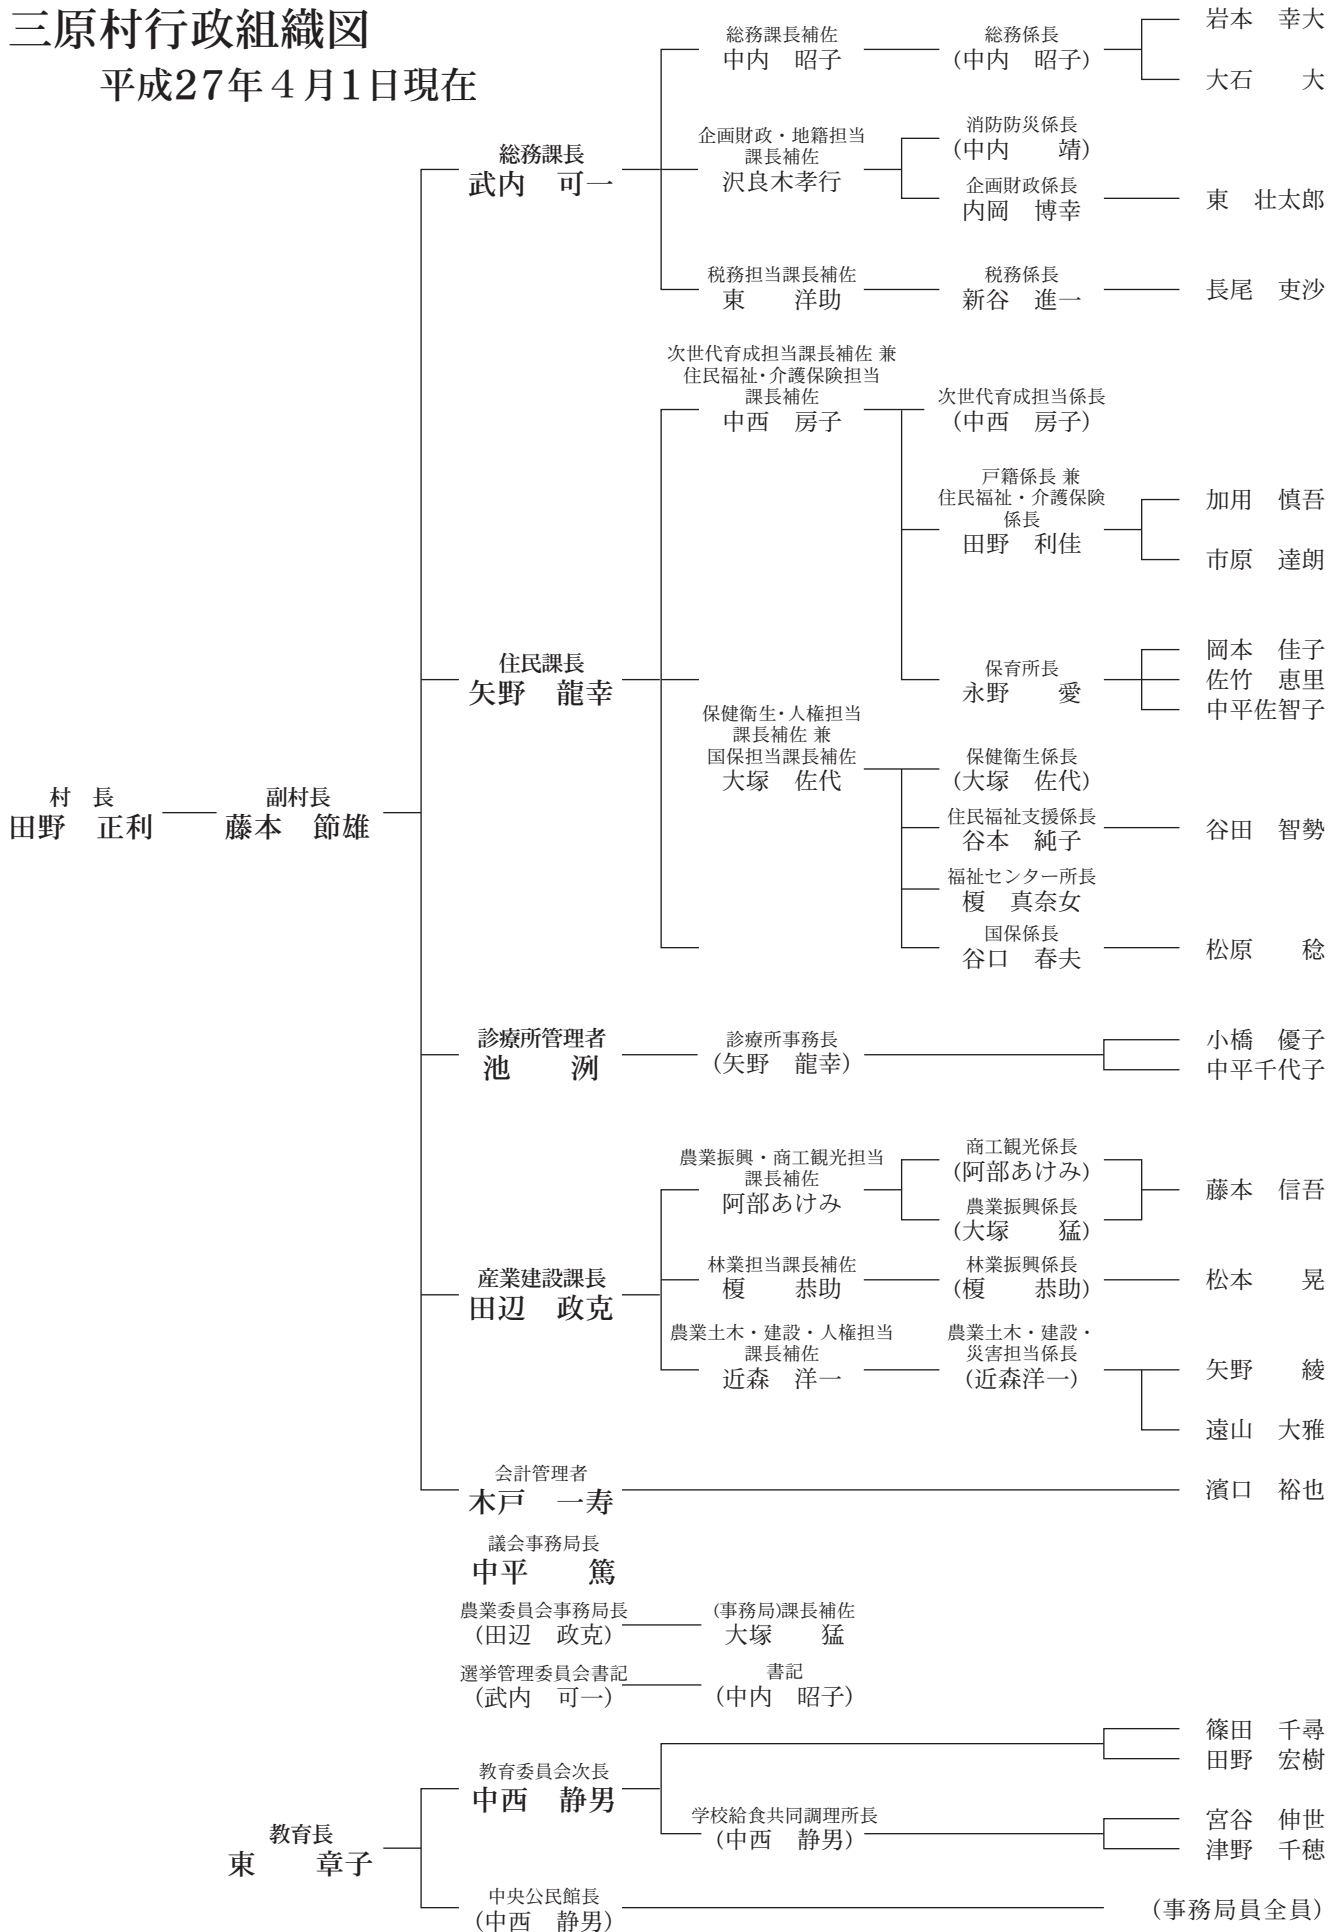 三原村行政組織図
平成27年４月1日現在
村　長
田野　正利
副村長
藤本　節雄
総務課長
武内　可一
総務課長補佐
中内　昭子
総務係長
(中内　昭子)
岩本　幸大
大石　　大
企画財政・地籍担当
課長補佐
沢良木孝行
消防防災係長
(中内　　靖)
企画財政係長
内岡　博幸
東　壮太郎
税務担当課長補佐
東　　洋助
税務係長
新谷　進一
長尾　吏沙
住民課長
矢野　龍幸
次世代育成担当課長補佐 兼
住民福祉・介護保険担当
課長補佐
中西　房子
次世代育成担当係長
(中西　房子)
戸籍係長 兼
住民福祉・介護保険
係長
田野　利佳
加用　慎吾
市原　達朗
保育所長
永野　　愛
岡本　佳子
佐竹　恵里
中平佐智子
保健衛生・人権担当
課長補佐 兼
国保担当課長補佐
大塚　佐代
保健衛生係長
(大塚　佐代)
住民福祉支援係長
谷本　純子
谷田　智勢
福祉センター所長
榎　真奈女
国保係長
谷口　春夫
松原　　稔
診療所管理者
池　　洌
診療所事務長
(矢野　龍幸)
小橋　優子
中平千代子
産業建設課長
田辺　政克
農業振興・商工観光担当
課長補佐
阿部あけみ
商工観光係長
(阿部あけみ)
農業振興係長
(大塚　　猛)
藤本　信吾
林業担当課長補佐
榎　　恭助
林業振興係長
(榎　　恭助)
松本　　晃
農業土木・建設・人権担当
課長補佐
近森　洋一
農業土木・建設・
災害担当係長
(近森洋一)
矢野　　綾
遠山　大雅
会計管理者
木戸　一寿
濱口　裕也
議会事務局長
中平　　篤
農業委員会事務局長
(田辺　政克)
(事務局)課長補佐
大塚　　猛
選挙管理委員会書記
(武内　可一)
書記
(中内　昭子)
教育長
東　　章子
教育委員会次長
中西　静男
篠田　千尋
田野　宏樹
学校給食共同調理所長
(中西　静男)
宮谷　伸世
津野　千穂
中央公民館長
(中西　静男)
(事務局員全員)